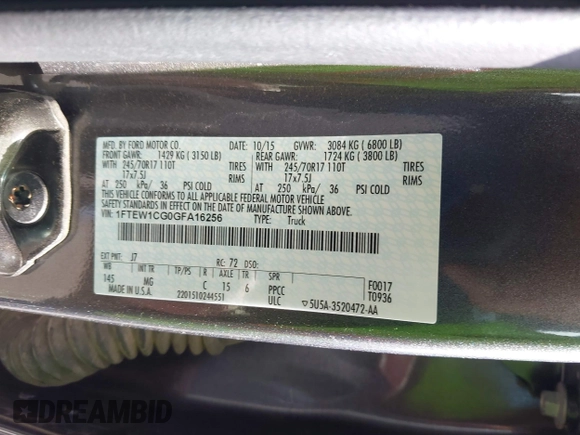 MFD. BY FORD MOTOR CO. DATE: 10/15 GVWR: 3084 KG ( 6800 LB)
FRONT GAWR: 1429 KG ( 3150 LB) REAR GAWR: 1724 KG ( 3800 LB)
WITH WITH
245/70R17 110T TIRES 245/70R17 110T TIRES
17x7.5J RIMS 17x7.5J RIMS
AT 250 kPa/ 36 PSI COLD AT 250 kPa/ 36 PSI COLD
THIS VEHICLE CONFORMS TO ALL APPLICABLE FEDERAL MOTOR VEHICLE
SAFETY STANDARDS IN EFFECT ON THE DATE OF MANUFACTURE SHOWN ABOVE.
VIN: 1FTEW1CG0GFA16256
TYPE: Truck
EXT PNT: J7 RC: 72 DSO: F0017
WB INT TR TP/PS R AXLE TR SPR T0936
145 MG C 15 6 PPCC
MADE IN U.S.A. ULC
2201510244551 5U5A-3520472-AA
DREAMBID